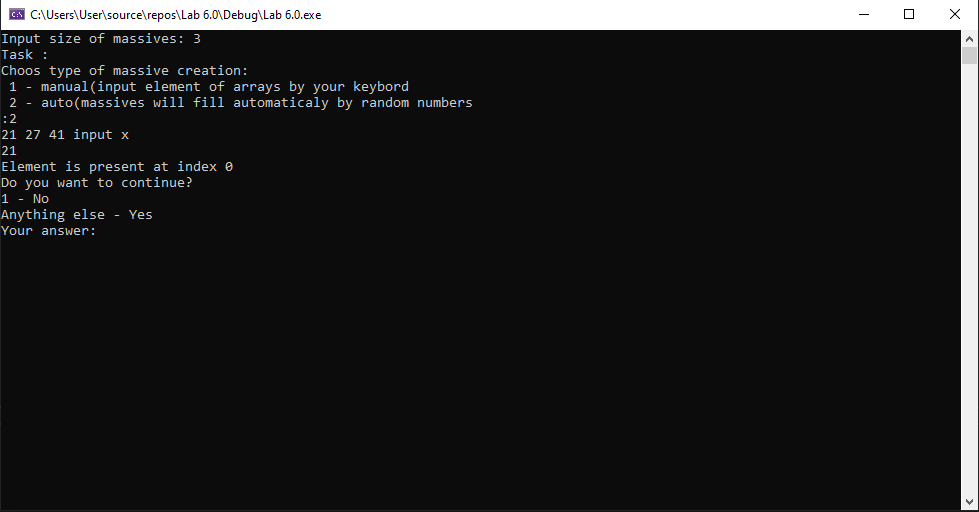 C:\Users\User\source\repos\Lab 6.0\Debug\Lab 6.0.exe
Input size of massives: 3
Task :
Choos type of massive creation:
 1 - manual(input element of arrays by your keybord
 2 - auto(massives will fill automaticaly by random numbers
:2
21 27 41 input x
21
Element is present at index 0
Do you want to continue?
1 - No
Anything else - Yes
Your answer: